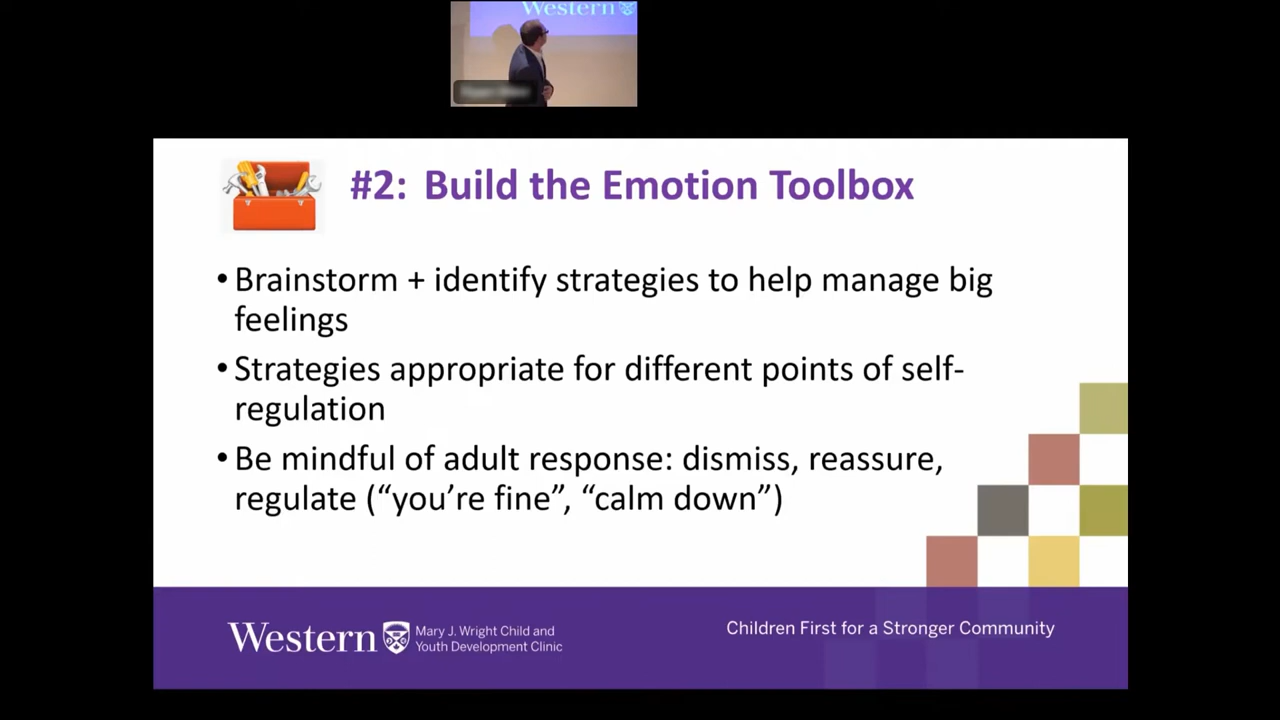 Western
#2: Build the Emotion Toolbox
•Brainstorm + identify strategies to help manage big
feelings
•Strategies appropriate for different points of self-
regulation
•Be mindful of adult response: dismiss, reassure,
regulate (“you’re fine”, “calm down”)
Western
Mary J. Wright Child and
Youth Development Clinic
Children First for a Stronger Community